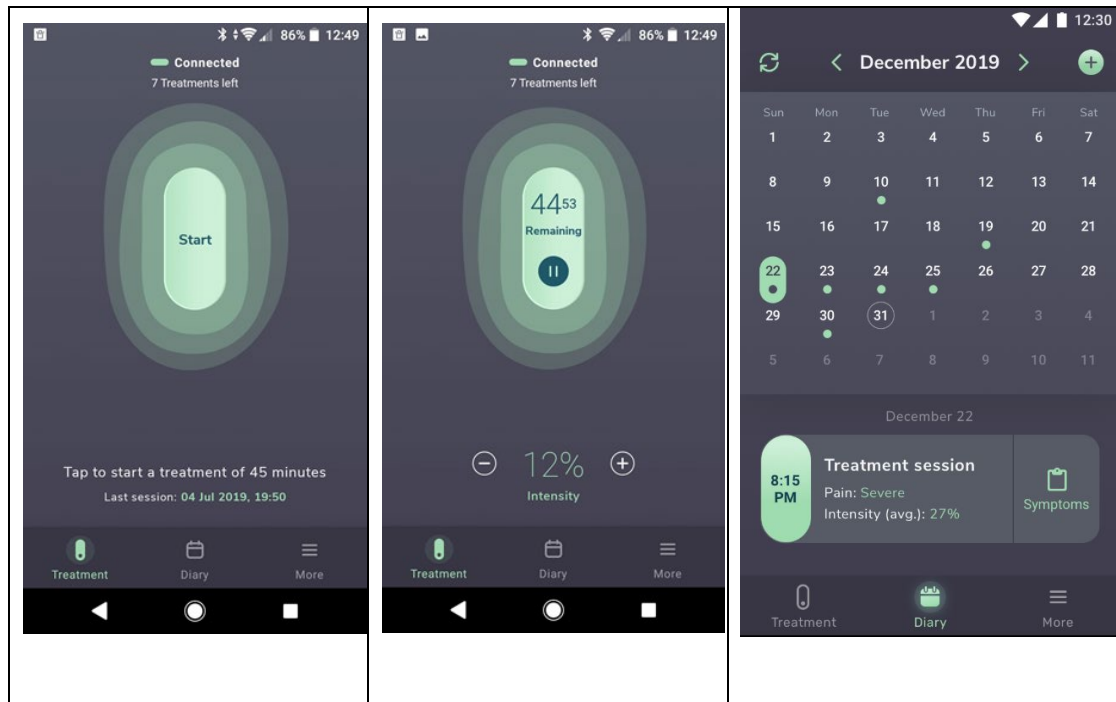 86% 12:49
Connected
7 Treatments left
Start
Tap to start a treatment of 45 minutes
Last session: 04 Jul 2019, 19:50
Treatment Diary More
86% 12:49
Connected
7 Treatments left
44 53
Remaining
12%
Intensity
Treatment Diary More
12:30
December 2019
Sun Mon Tue Wed Thu Fri Sat
1 2 3 4 5 6 7
8 9 10 11 12 13 14
15 16 17 18 19 20 21
22 23 24 25 26 27 28
29 30 31 1 2 3 4
5 6 7 8 9 10 11
December 22
8:15
PM
Treatment session
Pain: Severe
Intensity (avg.): 27%
Symptoms
Treatment Diary More